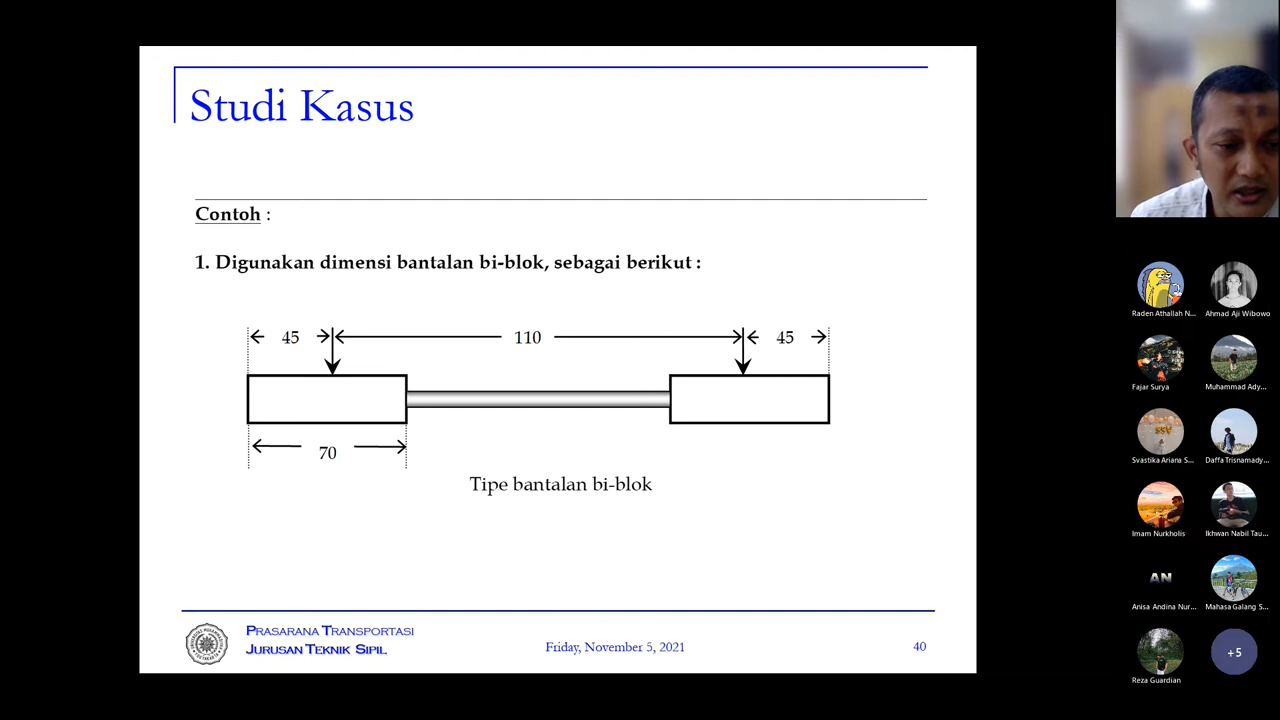 Studi Kasus
Contoh :
1. Digunakan dimensi bantalan bi-blok, sebagai berikut :
45
110
45
70
Tipe bantalan bi-blok
PRASARANA TRANSPORTASI
JURUSAN TEKNIK SIPIL
Friday, November 5, 2021
40
Raden Athallah N...
Ahmad Aji Wibowo
Fajar Surya
Muhammad Ady...
Svastika Ariana S...
Daffa Trisnamady...
Imam Nurkholis
Ikhwan Nabil Tau...
AN
Anisa Andina Nur...
Mahasa Galang S...
Reza Guardian
+5